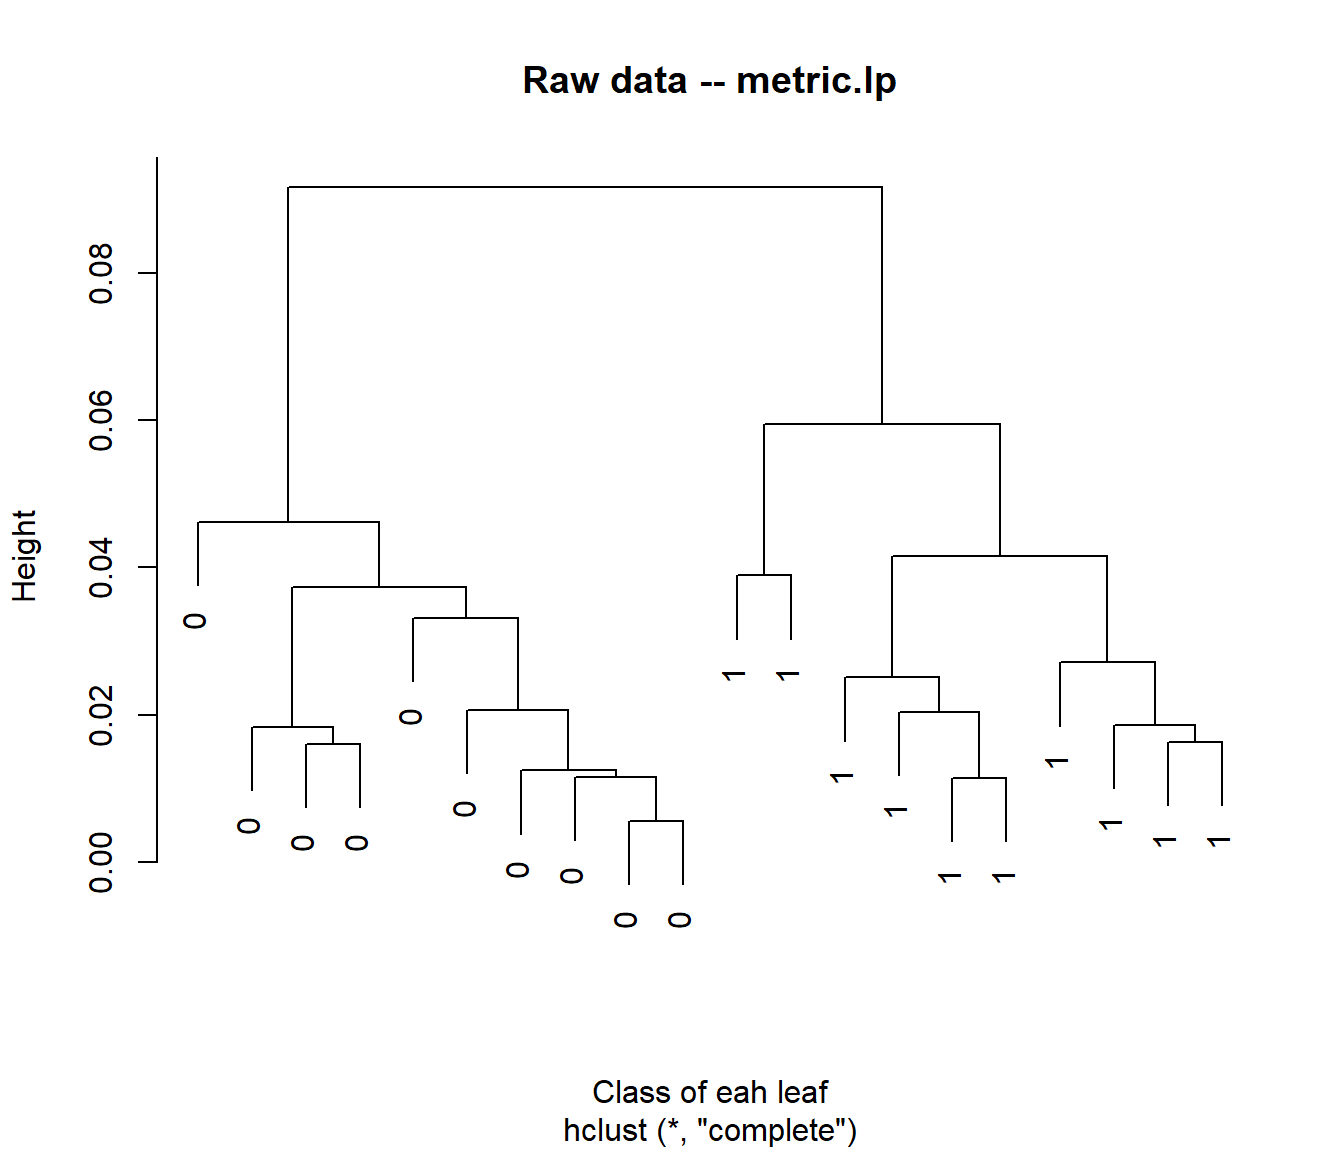 Raw data -- metric.lp
Height
0.00 0.02 0.04 0.06 0.08
0 0 0 0 0 0 0 0 0 0 1 1 1 1 1 1 1 1 1 1
Class of eah leaf
hclust (*, "complete")